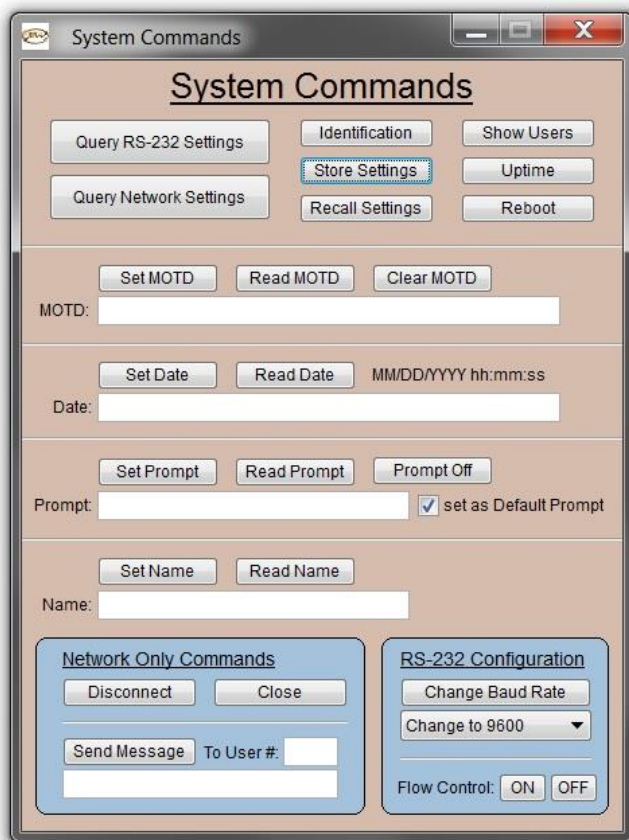 System Commands
System Commands
Query RS-232 Settings
Identification
Show Users
Store Settings
Uptime
Query Network Settings
Recall Settings
Reboot
Set MOTD Read MOTD Clear MOTD
MOTD:
Set Date Read Date MM/DD/YYYY hh:mm:ss
Date:
Set Prompt Read Prompt Prompt Off
Prompt: set as Default Prompt
Set Name Read Name
Name:
Network Only Commands
Disconnect Close
Send Message To User #:
RS-232 Configuration
Change Baud Rate
Change to 9600
Flow Control: ON OFF